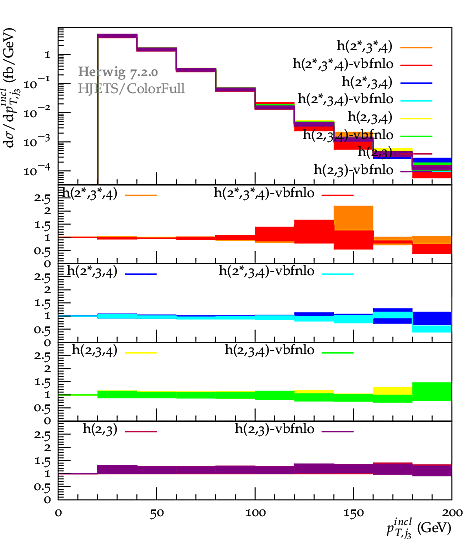 dσ/dp_{T,j3}^{incl} (fb/GeV)
1
10^{-1}
10^{-2}
10^{-3}
10^{-4}
Herwig 7.2.0
HJETS/ColorFull
h(2*,3*,4)
h(2*,3*,4)-vbfnlo
h(2*,3,4)
h(2*,3,4)-vbfnlo
h(2,3,4)
h(2,3,4)-vbfnlo
h(2,3)
h(2,3)-vbfnlo
h(2*,3*,4) h(2*,3*,4)-vbfnlo
2.5
2
1.5
1
0.5
0
h(2*,3,4) h(2*,3,4)-vbfnlo
2.5
2
1.5
1
0.5
0
h(2,3,4) h(2,3,4)-vbfnlo
2.5
2
1.5
1
0.5
0
h(2,3) h(2,3)-vbfnlo
2.5
2
1.5
1
0.5
0
0 50 100 150 200
p_{T,j3}^{incl} (GeV)